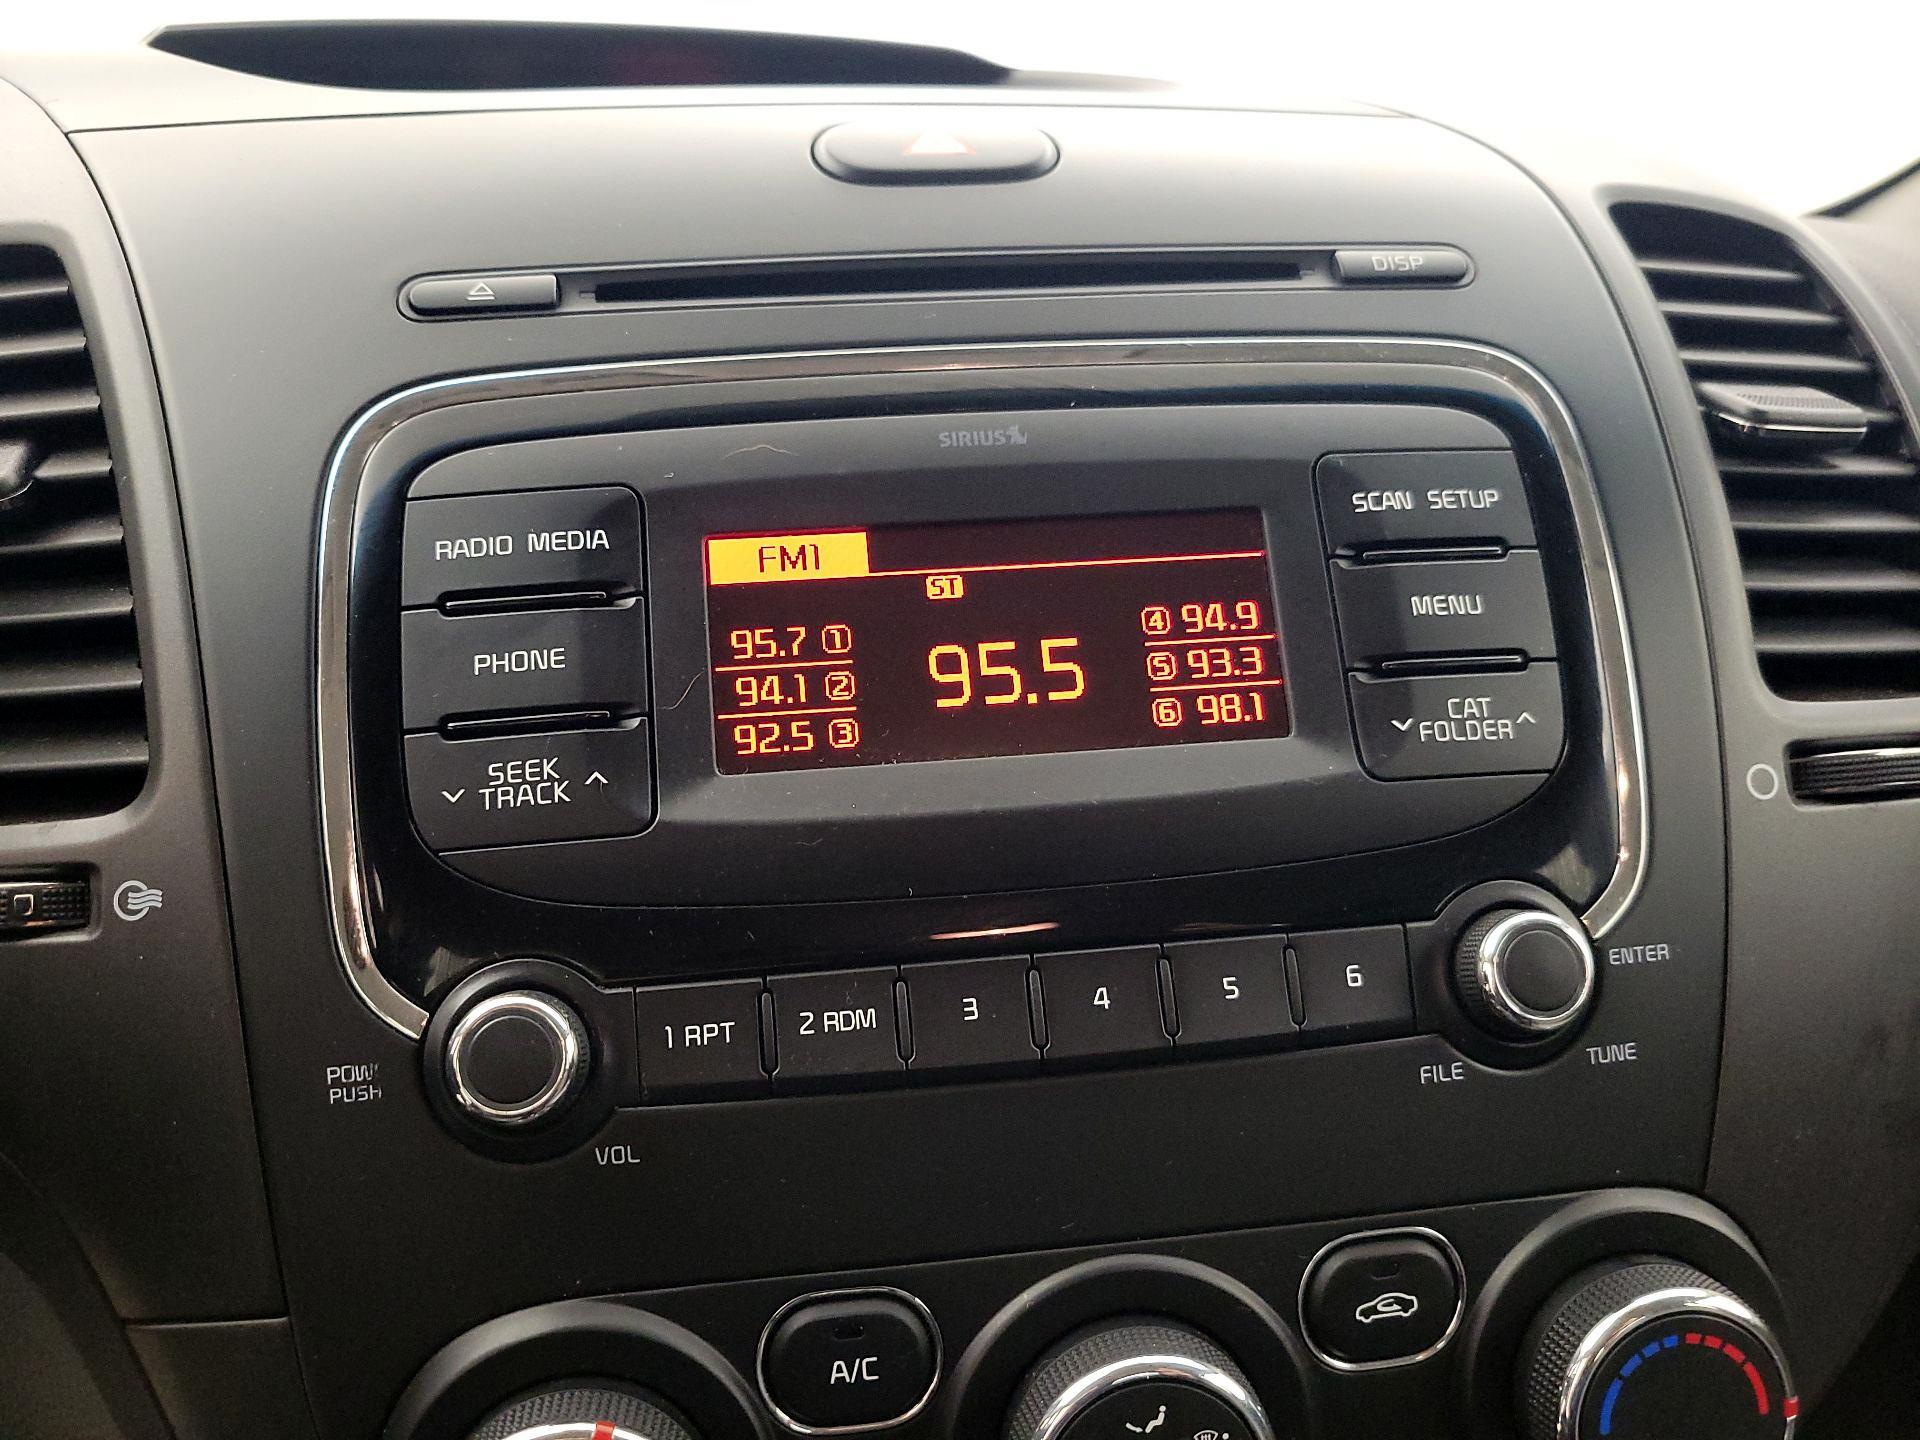 DISP
SIRIUS
RADIO MEDIA
PHONE
SEEK
TRACK
FM1
ST
95.7 1
94.1 2
92.5 3
95.5
4 94.9
5 93.3
6 98.1
SCAN SETUP
MENU
CAT
FOLDER
POW
PUSH
VOL
1 RPT
2 RDM
3
4
5
6
ENTER
FILE
TUNE
A/C